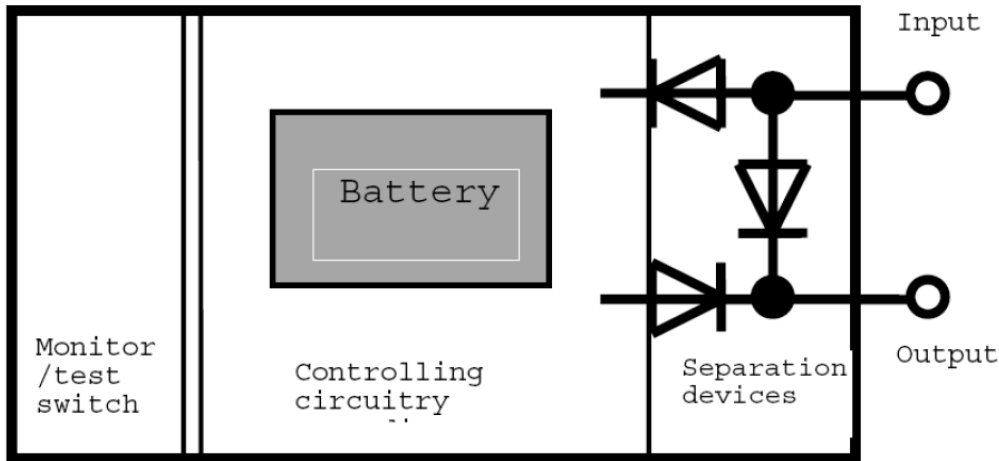 Input
Battery
Monitor
/test
switch
Controlling
circuitry
Separation
devices
Output